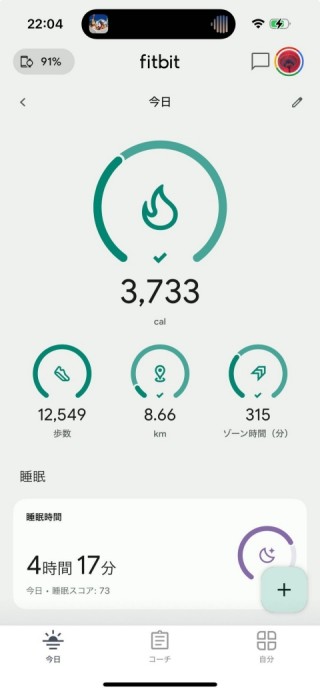 22:04
91%
fitbit
今日
3,733
cal
12,549
歩数
8.66
km
315
ゾーン時間（分）
睡眠
睡眠時間
4時間 17分
今日・睡眠スコア: 73
今日
コーチ
自分